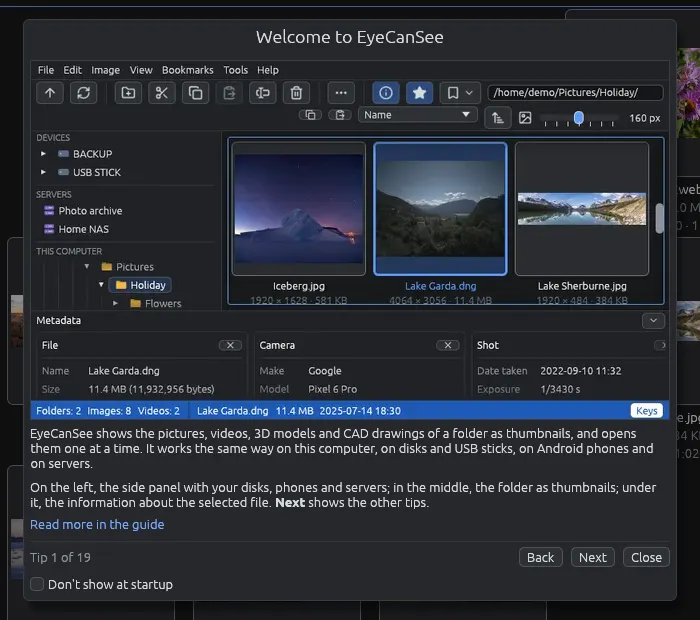 Welcome to EyeCanSee
File Edit Image View Bookmarks Tools Help
/home/demo/Pictures/Holiday/
Name
160 px
DEVICES
BACKUP
USB STICK
SERVERS
Photo archive
Home NAS
THIS COMPUTER
Pictures
Holiday
Flowers
Iceberg.jpg
1920 × 1628 · 581 KB
Lake Garda.dng
4064 × 3056 · 11.4 MB
Lake Sherburne.jpg
1920 × 484 · 384 KB
Metadata
File
Name Lake Garda.dng
Size 11.4 MB (11,932,956 bytes)
Camera
Make Google
Model Pixel 6 Pro
Shot
Date taken 2022-09-10 11:32
Exposure 1/3430 s
Folders: 2 Images: 8 Videos: 2 Lake Garda.dng 11.4 MB 2025-07-14 18:30 Keys
EyeCanSee shows the pictures, videos, 3D models and CAD drawings of a folder as thumbnails, and opens
them one at a time. It works the same way on this computer, on disks and USB sticks, on Android phones and
on servers.
On the left, the side panel with your disks, phones and servers; in the middle, the folder as thumbnails; under
it, the information about the selected file. Next shows the other tips.
Read more in the guide
Tip 1 of 19
Back Next Close
Don't show at startup